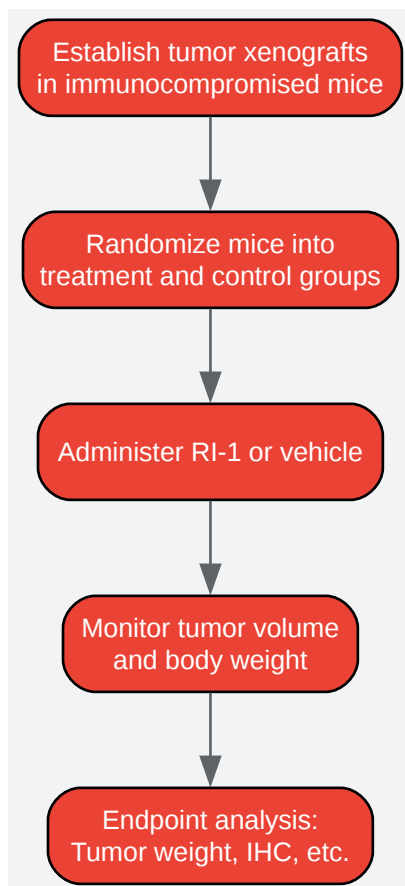 Establish tumor xenografts
in immunocompromised mice
Randomize mice into
treatment and control groups
Administer RI-1 or vehicle
Monitor tumor volume
and body weight
Endpoint analysis:
Tumor weight, IHC, etc.